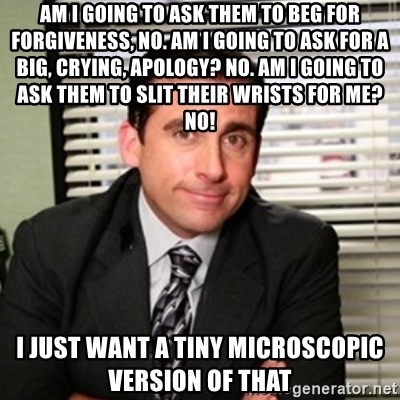 AM I GOING TO ASK THEM TO BEG FOR
FORGIVENESS, NO. AM I GOING TO ASK FOR A
BIG, CRYING, APOLOGY? NO. AM I GOING TO
ASK THEM TO SLIT THEIR WRISTS FOR ME?
NO!
I JUST WANT A TINY MICROSCOPIC
VERSION OF THAT
generator.net